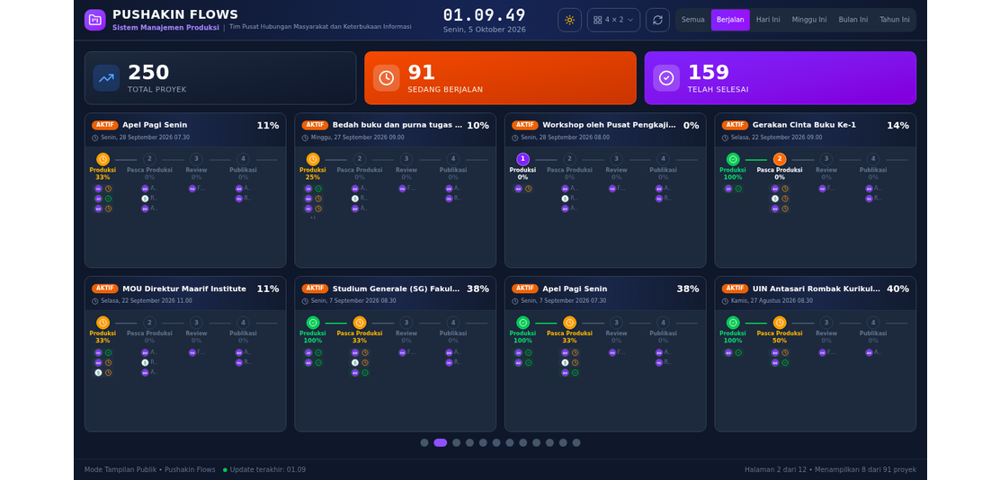 PUSHAKIN FLOWS
Sistema Manajemen Produksi | Tim Pusat Hubungan Masyarakat dan Keterbukaan Informasi
01.09.49
Senin, 5 Oktober 2026
4 × 2
Semua Berjalan Hari Ini Minggu Ini Bulan Ini Tahun Ini
250
TOTAL PROYEK
91
SEDANG BERJALAN
159
TELAH SELESAI
AKTIF Apel Pagi Senin 11%
Senin, 28 September 2026 07.30
2 3 4
Produksi Pasca Produksi Review Publikasi
33% 0% 0% 0%
A.. F... A..
R.. R..
A..
AKTIF Bedah buku dan purna tugas ... 10%
Minggu, 27 September 2026 09.00
2 3 4
Produksi Pasca Produksi Review Publikasi
25% 0% 0% 0%
A.. F... A..
R.. R..
A..
+1
AKTIF Workshop oleh Pusat Pengkaji... 0%
Senin, 28 September 2026 08.00
1 2 3 4
Produksi Pasca Produksi Review Publikasi
0% 0% 0% 0%
A.. F... A..
R.. R..
A..
AKTIF Gerakan Cinta Buku Ke-1 14%
Selasa, 22 September 2026 09.00
2 3 4
Produksi Pasca Produksi Review Publikasi
100% 0% 0% 0%
F... A..
R..
AKTIF MOU Direktur Maarif Institute 11%
Selasa, 22 September 2026 11.00
2 3 4
Produksi Pasca Produksi Review Publikasi
33% 0% 0% 0%
A.. F... A..
R.. R..
A..
AKTIF Studium Generale (SG) Fakul... 38%
Senin, 7 September 2026 08.30
3 4
Produksi Pasca Produksi Review Publikasi
100% 33% 0% 0%
F... A..
R..
AKTIF Apel Pagi Senin 38%
Senin, 7 September 2026 07.30
3 4
Produksi Pasca Produksi Review Publikasi
100% 33% 0% 0%
F... A..
R..
AKTIF UIN Antasari Rombak Kurikul... 40%
Kamis, 27 Agustus 2026 08.30
3 4
Produksi Pasca Produksi Review Publikasi
100% 50% 0% 0%
F... A..
Mode Tampilan Publik • Pushakin Flows Update terakhir: 01.09
Halaman 2 dari 12 • Menampilkan 8 dari 91 proyek